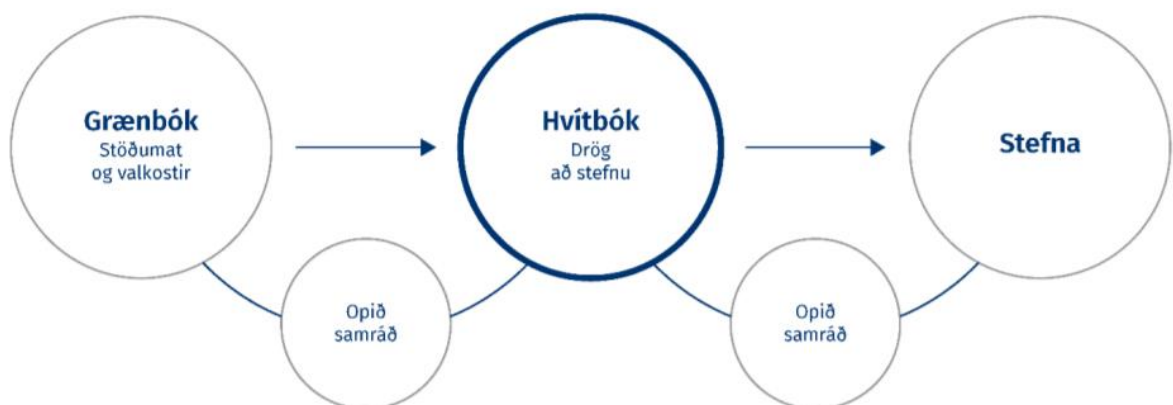 Grænbók
Stöðumat
og valkostir
Hvítbók
Drög
að stefnu
Stefna
Opið
samráð
Opið
samráð